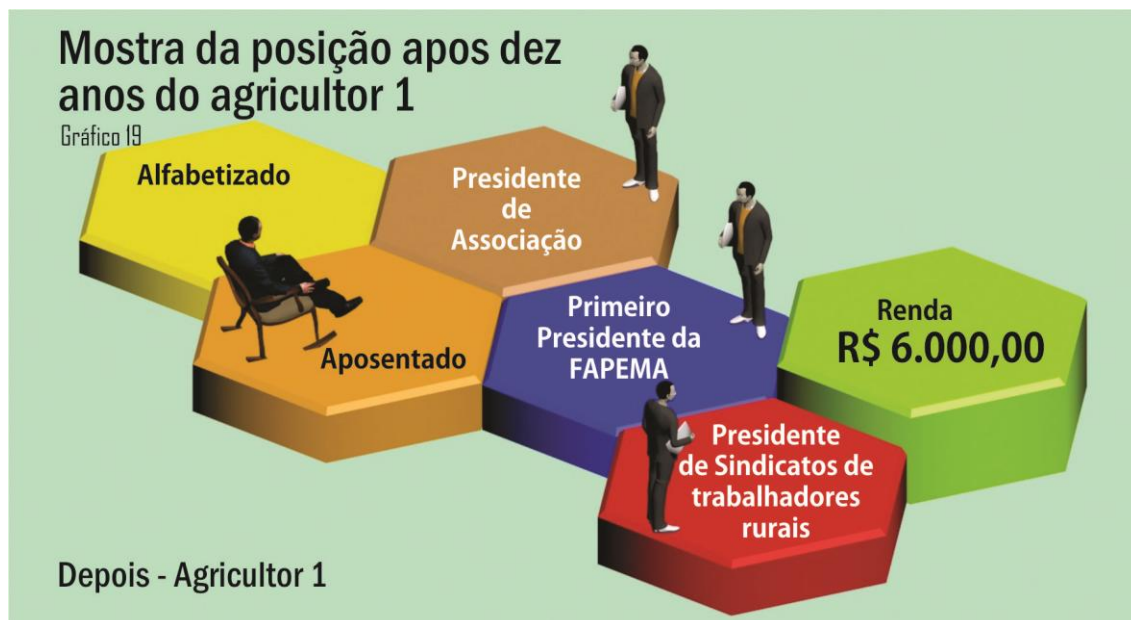 Mostra da posição apos dez
anos do agricultor 1
Gráfico 19
Alfabetizado
Presidente
de
Associação
Aposentado
Primeiro
Presidente da
FAPEMA
Renda
R$ 6.000,00
Presidente
de Sindicatos de
trabalhadores
rurais
Depois - Agricultor 1